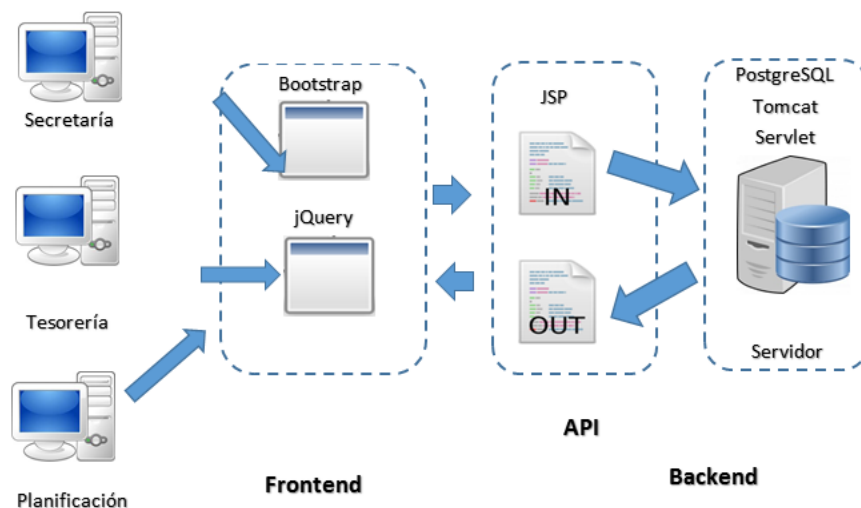 Secretaría
Tesorería
Planificación
Bootstrap
jQuery
Frontend
JSP
IN
OUT
API
PostgreSQL
Tomcat
Servlet
Servidor
Backend